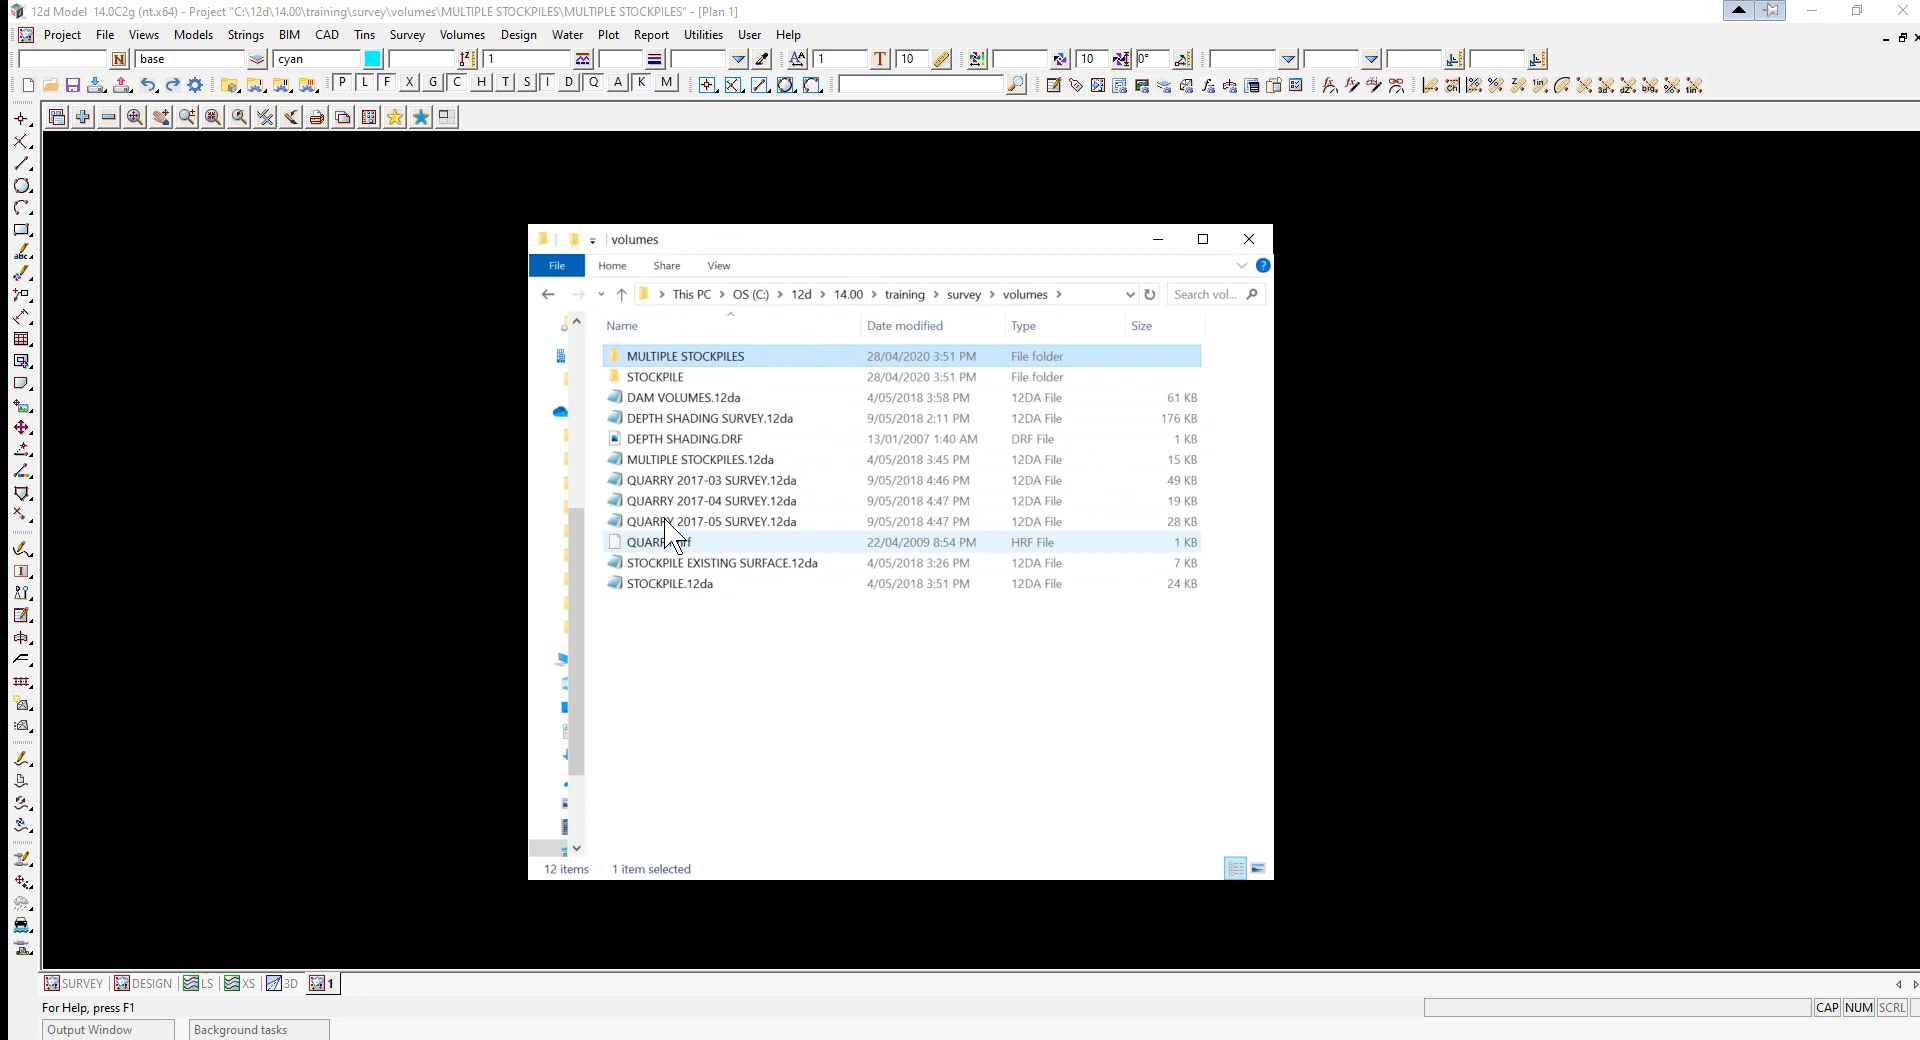 12d Model 14.0C2g (nt.x64) - Project "C:\12d\14.00\training\survey\volumes\MULTIPLE STOCKPILES\MULTIPLE STOCKPILES" - [Plan 1]
Project File Views Models Strings BIM CAD Tins Survey Volumes Design Water Plot Report Utilities User Help
base cyan 1 1 10 10 0°
P L F X G C H T S I D Q A K M
volumes
File Home Share View
This PC > OS (C:) > 12d > 14.00 > training > survey > volumes > Search vol...
Name Date modified Type Size
MULTIPLE STOCKPILES 28/04/2020 3:51 PM File folder
STOCKPILE 28/04/2020 3:51 PM File folder
DAM VOLUMES.12da 4/05/2018 3:58 PM 12DA File 61 KB
DEPTH SHADING SURVEY.12da 9/05/2018 2:11 PM 12DA File 176 KB
DEPTH SHADING.DRF 13/01/2007 1:40 AM DRF File 1 KB
MULTIPLE STOCKPILES.12da 4/05/2018 3:45 PM 12DA File 15 KB
QUARRY 2017-03 SURVEY.12da 9/05/2018 4:46 PM 12DA File 49 KB
QUARRY 2017-04 SURVEY.12da 9/05/2018 4:47 PM 12DA File 19 KB
QUARRY 2017-05 SURVEY.12da 9/05/2018 4:47 PM 12DA File 28 KB
22/04/2009 8:54 PM HRF File 1 KB
STOCKPILE EXISTING SURFACE.12da 4/05/2018 3:26 PM 12DA File 7 KB
STOCKPILE.12da 4/05/2018 3:51 PM 12DA File 24 KB
12 items 1 item selected
SURVEY DESIGN LS XS 3D 1
For Help, press F1 CAP NUM SCRL
Output Window Background tasks